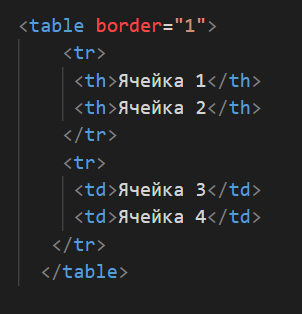 <table border="1">
<tr>
<th>Ячейка 1</th>
<th>Ячейка 2</th>
</tr>
<tr>
<td>Ячейка 3</td>
<td>Ячейка 4</td>
</tr>
</table>